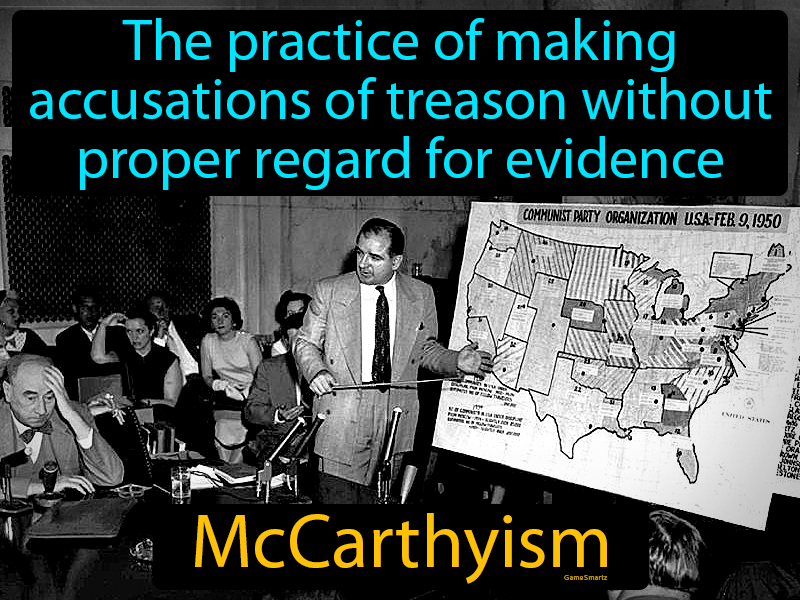 The practice of making
accusations of treason without
proper regard for evidence
COMMUNIST PARTY ORGANIZATION U.S.A-FEB. 9, 1950
UNITED STATES
McCarthyism
GameSmartz